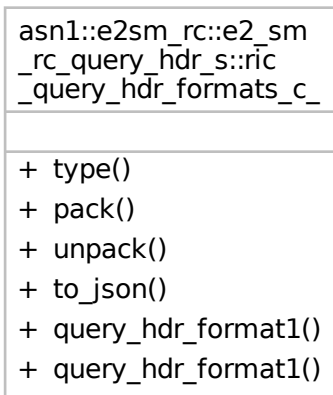 asn1::e2sm_rc::e2_sm
_rc_query_hdr_s::ric
_query_hdr_formats_c_
+ type()
+ pack()
+ unpack()
+ to_json()
+ query_hdr_format1()
+ query_hdr_format1()